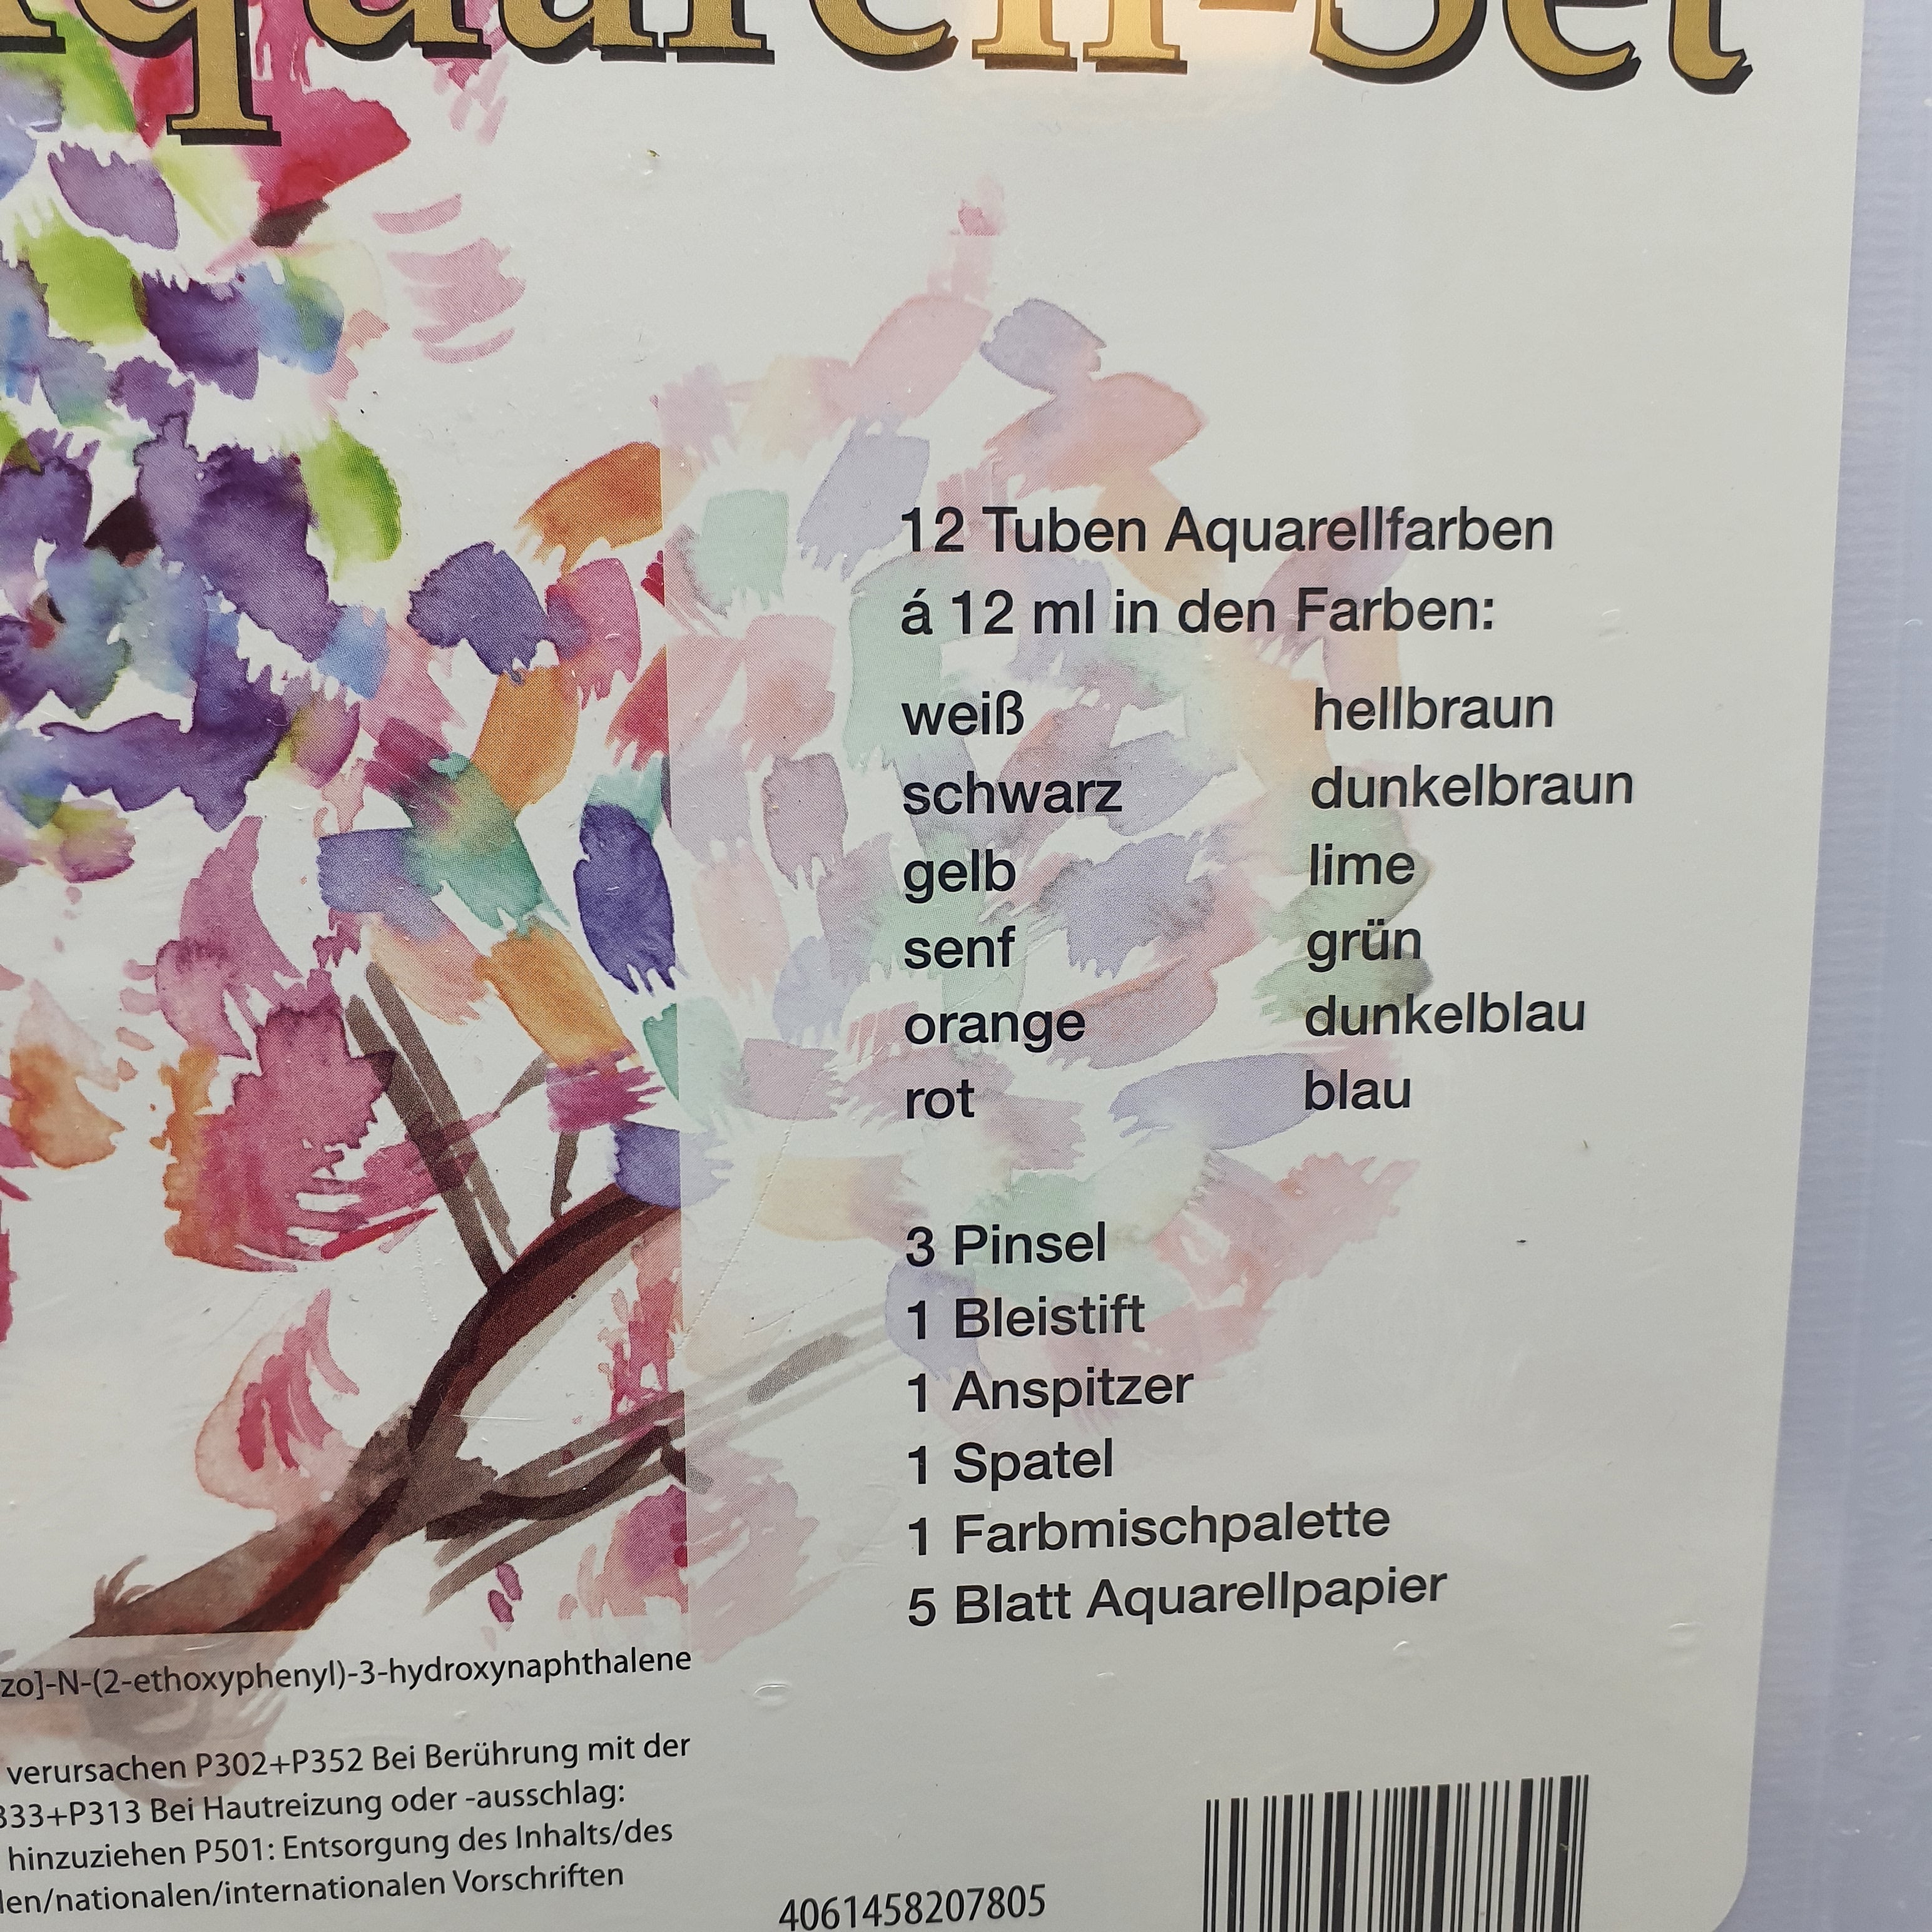 Aquarell-Set
12 Tuben Aquarellfarben
á 12 ml in den Farben:
weiß
schwarz
gelb
senf
orange
rot
hellbraun
dunkelbraun
lime
grün
dunkelblau
blau
3 Pinsel
1 Bleistift
1 Anspitzer
1 Spatel
1 Farbmischpalette
5 Blatt Aquarellpapier
zo]-N-(2-ethoxyphenyl)-3-hydroxynaphthalene
verursachen P302+P352 Bei Berührung mit der
333+P313 Bei Hautreizung oder -ausschlag:
hinzuziehen P501: Entsorgung des Inhalts/des
len/nationalen/internationalen Vorschriften
4061458207805